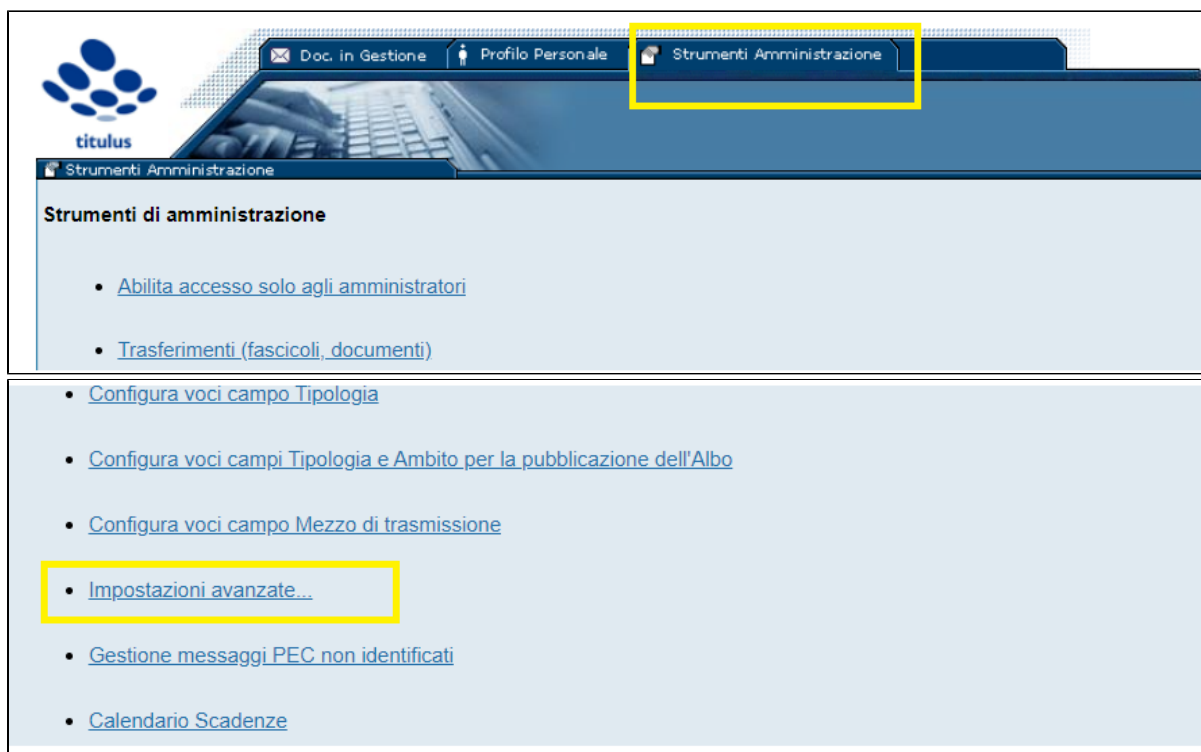 Doc. in Gestione
Profilo Personale
Strumenti Amministrazione
titulus
Strumenti Amministrazione
Strumenti di amministrazione
Abilita accesso solo agli amministratori
Trasferimenti (fascicoli, documenti)
Configura voci campo Tipologia
Configura voci campi Tipologia e Ambito per la pubblicazione dell'Albo
Configura voci campo Mezzo di trasmissione
Impostazioni avanzate...
Gestione messaggi PEC non identificati
Calendario Scadenze